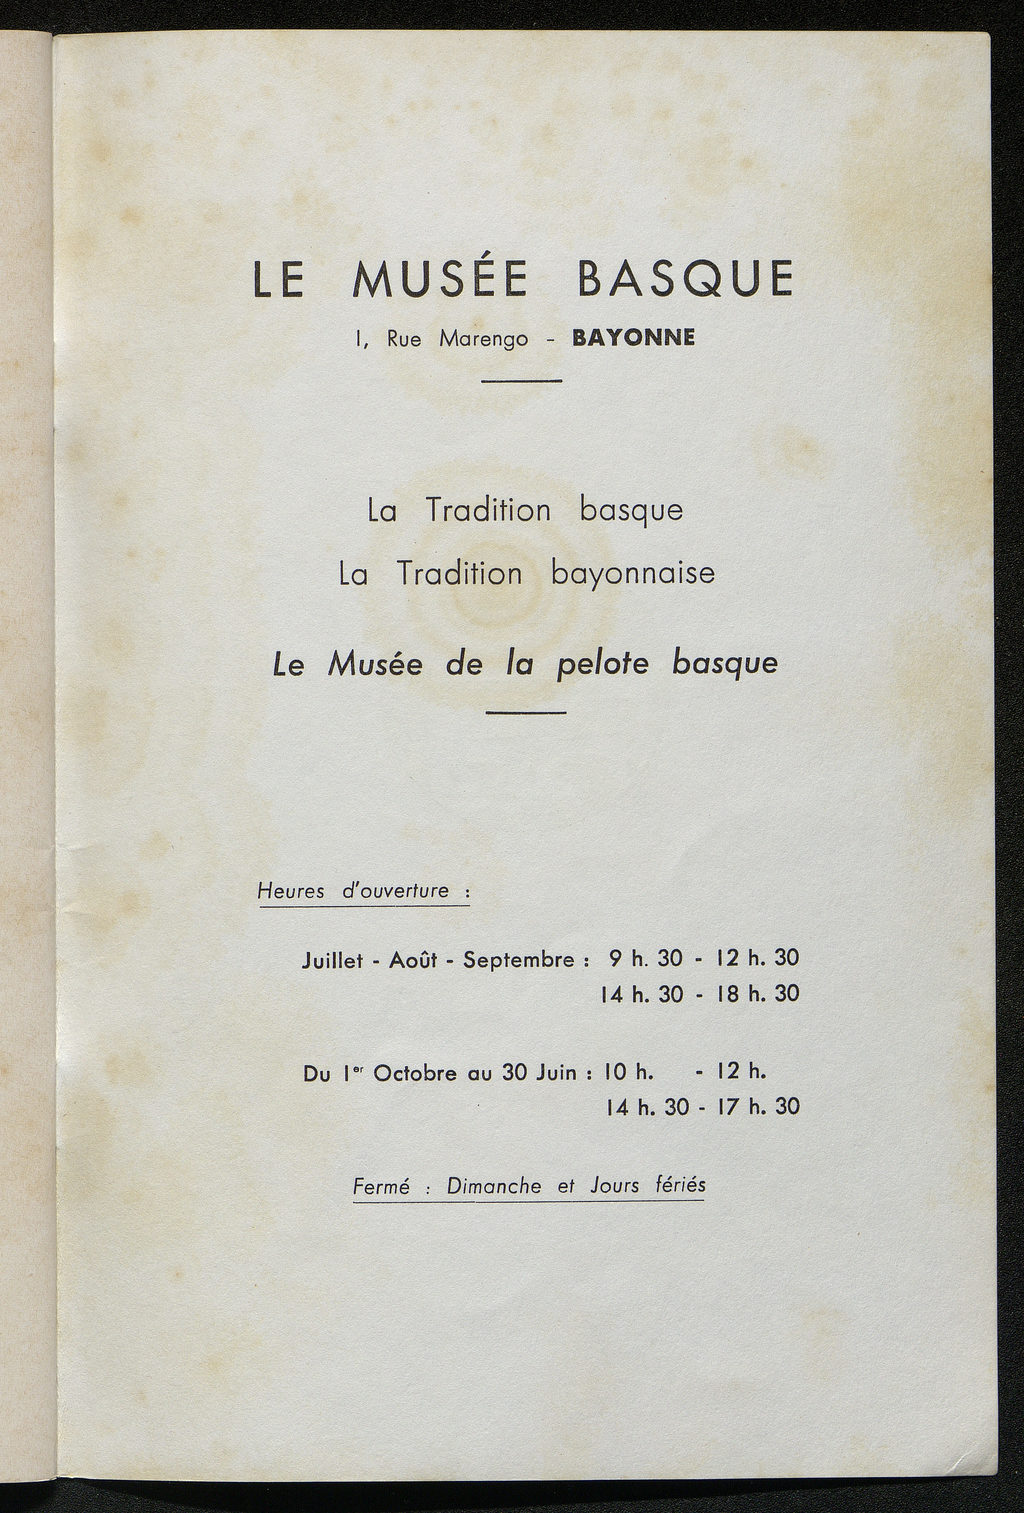 LE MUSÉE BASQUE
1, Rue Marengo - BAYONNE
La Tradition basque
La Tradition bayonnaise
Le Musée de la pelote basque
Heures d'ouverture :
Juillet - Août - Septembre : 9 h. 30 - 12 h. 30
14 h. 30 - 18 h. 30
Du 1er Octobre au 30 Juin : 10 h. - 12 h.
14 h. 30 - 17 h. 30
Fermé : Dimanche et Jours fériés